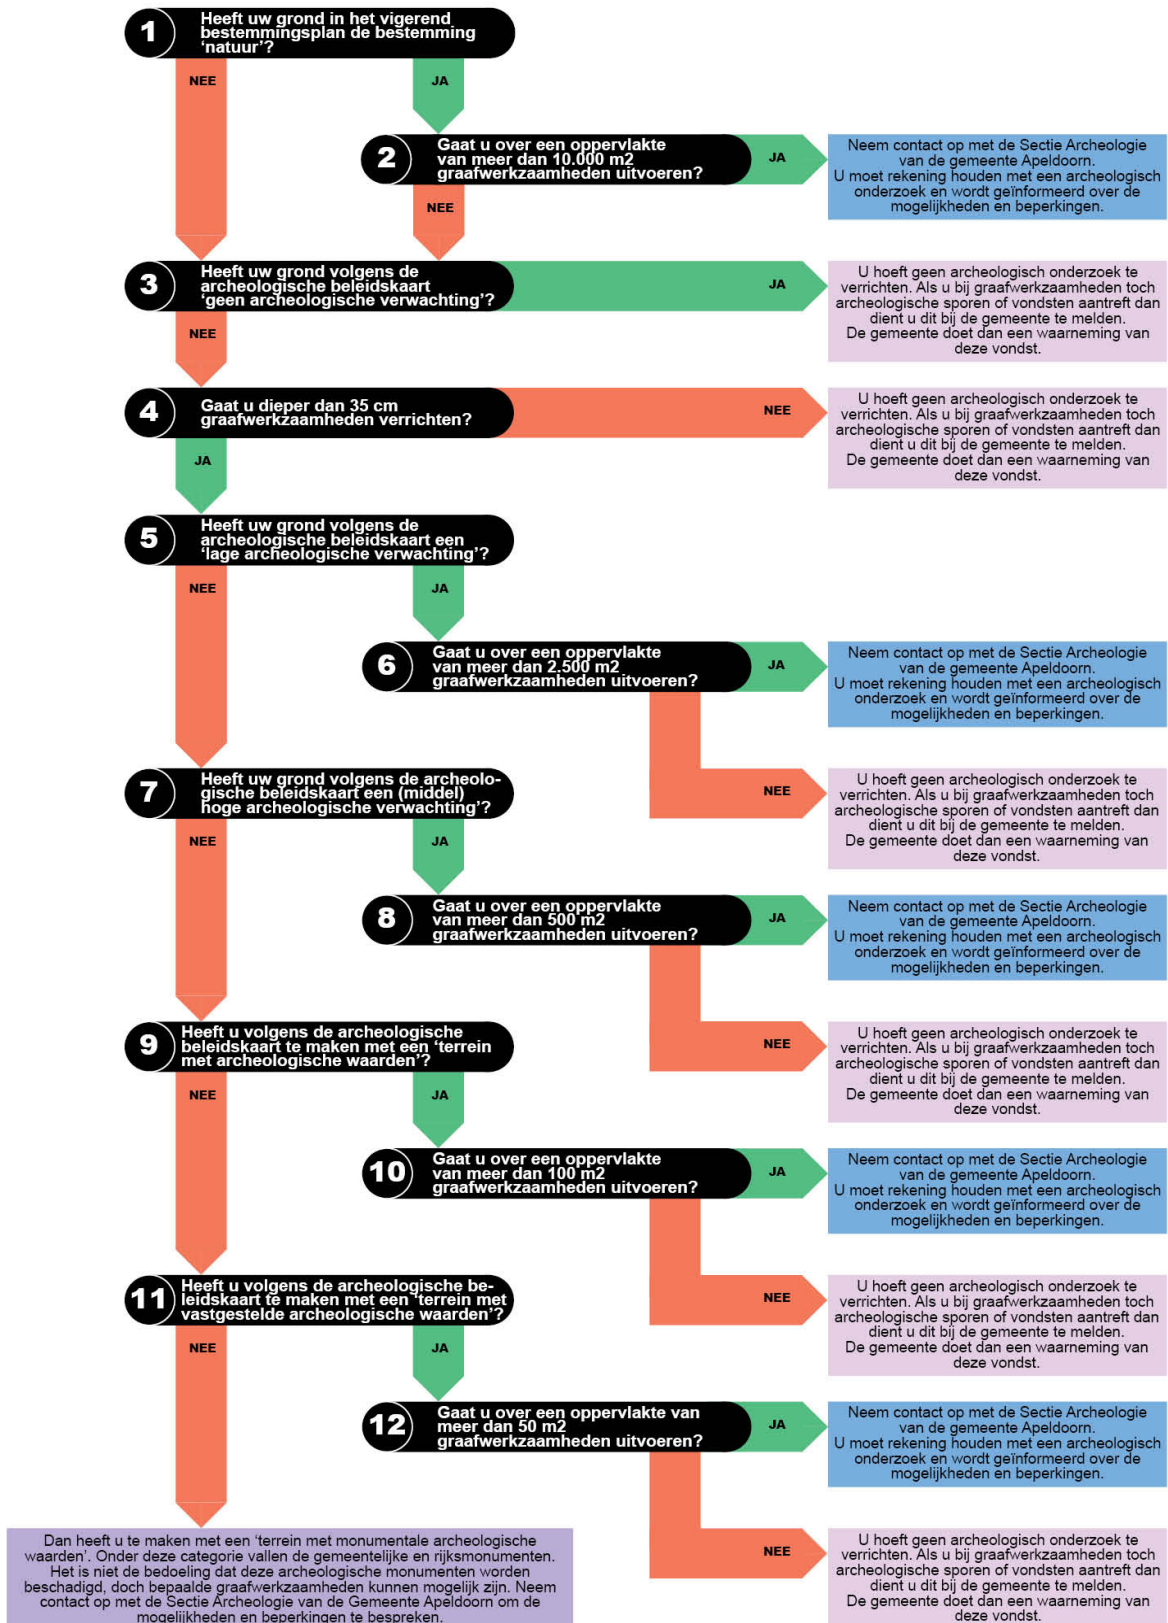 1
Heeft uw grond in het vigerend
bestemmingsplan de bestemming
‘natuur’?
NEE
JA
2
Gaat u over een oppervlakte
van meer dan 10.000 m2
graafwerkzaamheden uitvoeren?
JA
Neem contact op met de Sectie Archeologie
van de gemeente Apeldoorn.
U moet rekening houden met een archeologisch
onderzoek en wordt geïnformeerd over de
mogelijkheden en beperkingen.
NEE
3
Heeft uw grond volgens de
archeologische beleidskaart
‘geen archeologische verwachting’?
JA
U hoeft geen archeologisch onderzoek te
verrichten. Als u bij graafwerkzaamheden toch
archeologische sporen of vondsten aantreft dan
dient u dit bij de gemeente te melden.
De gemeente doet dan een waarneming van
deze vondst.
NEE
4
Gaat u dieper dan 35 cm
graafwerkzaamheden verrichten?
NEE
U hoeft geen archeologisch onderzoek te
verrichten. Als u bij graafwerkzaamheden toch
archeologische sporen of vondsten aantreft dan
dient u dit bij de gemeente te melden.
De gemeente doet dan een waarneming van
deze vondst.
JA
5
Heeft uw grond volgens de
archeologische beleidskaart een
‘lage archeologische verwachting’?
NEE
JA
6
Gaat u over een oppervlakte
van meer dan 2.500 m2
graafwerkzaamheden uitvoeren?
JA
Neem contact op met de Sectie Archeologie
van de gemeente Apeldoorn.
U moet rekening houden met een archeologisch
onderzoek en wordt geïnformeerd over de
mogelijkheden en beperkingen.
NEE
U hoeft geen archeologisch onderzoek te
verrichten. Als u bij graafwerkzaamheden toch
archeologische sporen of vondsten aantreft dan
dient u dit bij de gemeente te melden.
De gemeente doet dan een waarneming van
deze vondst.
7
Heeft uw grond volgens de archeolo-
gische beleidskaart een (middel)
hoge archeologische verwachting’?
NEE
JA
8
Gaat u over een oppervlakte
van meer dan 500 m2
graafwerkzaamheden uitvoeren?
JA
Neem contact op met de Sectie Archeologie
van de gemeente Apeldoorn.
U moet rekening houden met een archeologisch
onderzoek en wordt geïnformeerd over de
mogelijkheden en beperkingen.
NEE
U hoeft geen archeologisch onderzoek te
verrichten. Als u bij graafwerkzaamheden toch
archeologische sporen of vondsten aantreft dan
dient u dit bij de gemeente te melden.
De gemeente doet dan een waarneming van
deze vondst.
9
Heeft u volgens de archeologische
beleidskaart te maken met een ‘terrein
met archeologische waarden’?
NEE
JA
10
Gaat u over een oppervlakte
van meer dan 100 m2
graafwerkzaamheden uitvoeren?
JA
Neem contact op met de Sectie Archeologie
van de gemeente Apeldoorn.
U moet rekening houden met een archeologisch
onderzoek en wordt geïnformeerd over de
mogelijkheden en beperkingen.
NEE
U hoeft geen archeologisch onderzoek te
verrichten. Als u bij graafwerkzaamheden toch
archeologische sporen of vondsten aantreft dan
dient u dit bij de gemeente te melden.
De gemeente doet dan een waarneming van
deze vondst.
11
Heeft u volgens de archeologische be-
leidskaart te maken met een ‘terrein met
vastgestelde archeologische waarden’?
NEE
JA
12
Gaat u over een oppervlakte van
meer dan 50 m2
graafwerkzaamheden uitvoeren?
JA
Neem contact op met de Sectie Archeologie
van de gemeente Apeldoorn.
U moet rekening houden met een archeologisch
onderzoek en wordt geïnformeerd over de
mogelijkheden en beperkingen.
NEE
U hoeft geen archeologisch onderzoek te
verrichten. Als u bij graafwerkzaamheden toch
archeologische sporen of vondsten aantreft dan
dient u dit bij de gemeente te melden.
De gemeente doet dan een waarneming van
deze vondst.
Dan heeft u te maken met een ‘terrein met monumentale archeologische
waarden’. Onder deze categorie vallen de gemeentelijke en rijksmonumenten.
Het is niet de bedoeling dat deze archeologische monumenten worden
beschadigd, doch bepaalde graafwerkzaamheden kunnen mogelijk zijn. Neem
contact op met de Sectie Archeologie van de Gemeente Apeldoorn om de
mogelijkheden en beperkingen te bespreken.